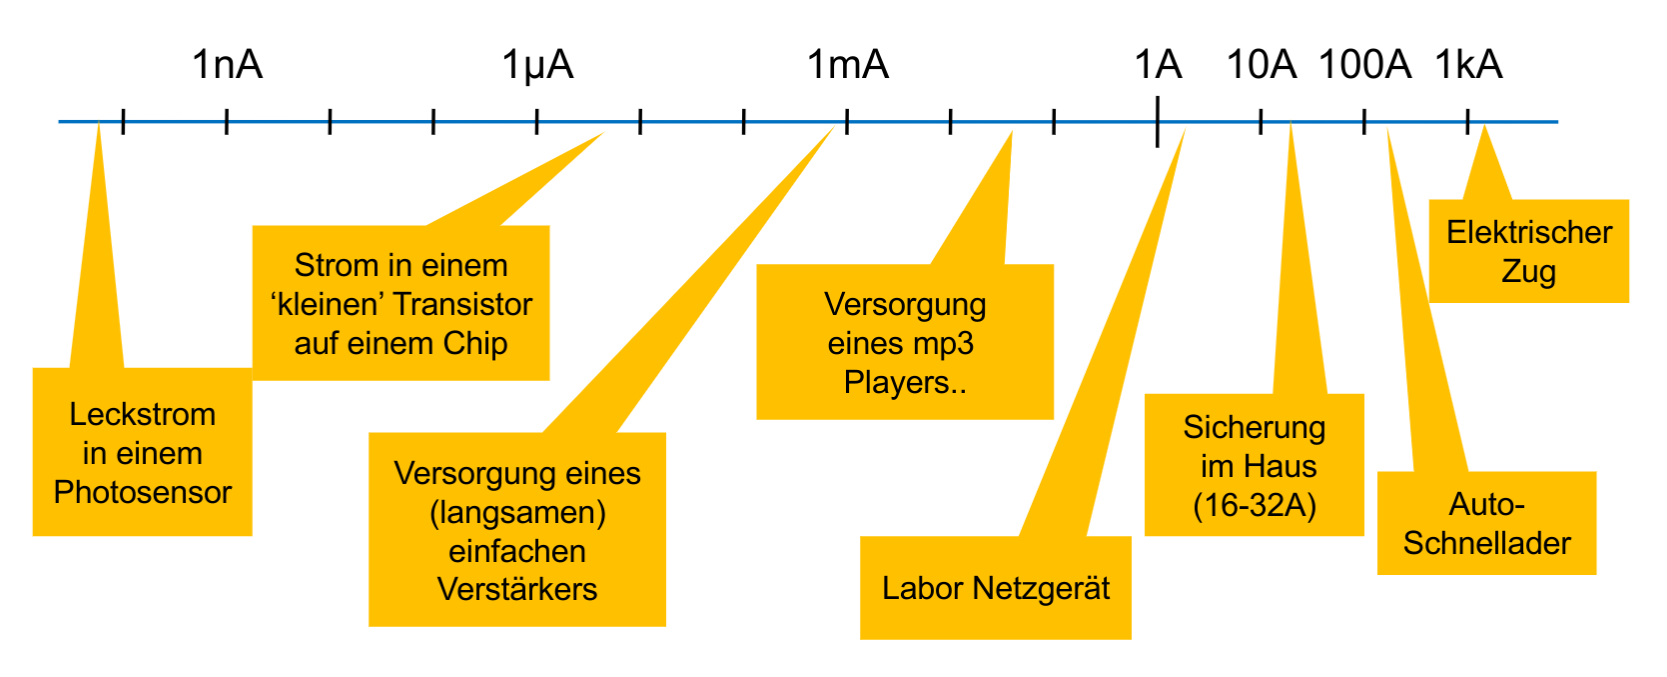 1nA 1µA 1mA 1A 10A 100A 1kA
Leckstrom
in einem
Photosensor
Strom in einem
‘kleinen’ Transistor
auf einem Chip
Versorgung eines
(langsamen)
einfachen
Verstärkers
Versorgung
eines mp3
Players..
Labor Netzgerät
Sicherung
im Haus
(16-32A)
Auto-
Schnellader
Elektrischer
Zug